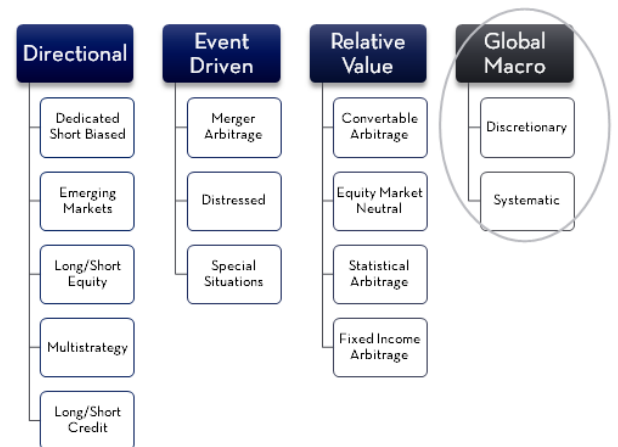 Directional
Dedicated
Short Biased
Emerging
Markets
Long/Short
Equity
Multistrategy
Long/Short
Credit
Event
Driven
Merger
Arbitrage
Distressed
Special
Situations
Relative
Value
Convertable
Arbitrage
Equity Market
Neutral
Statistical
Arbitrage
Fixed Income
Arbitrage
Global
Macro
Discretionary
Systematic